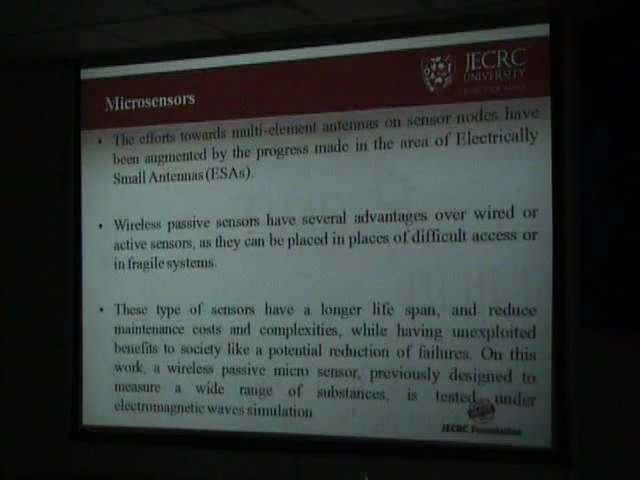 JECRC
UNIVERSITY
Microsensors
• The efforts towards multi-element antennas on sensor nodes have
been augmented by the progress made in the area of Electrically
Small Antennas (ESAs).
• Wireless passive sensors have several advantages over wired or
active sensors, as they can be placed in places of difficult access or
in fragile systems.
• These type of sensors have a longer life span, and reduce
maintenance costs and complexities, while having unexploited
benefits to society like a potential reduction of failures. On this
work, a wireless passive micro sensor, previously designed to
measure a wide range of substances, is tested under
electromagnetic waves simulation
JECRC Foundation